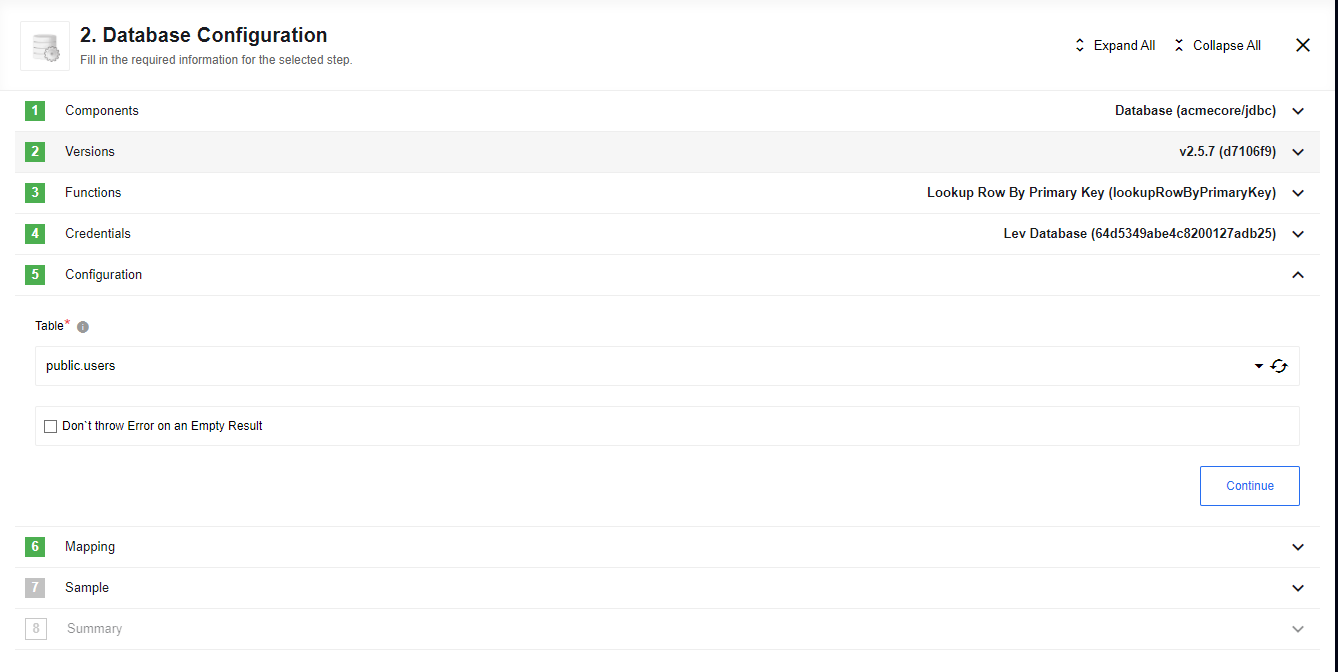 2. Database Configuration
Fill in the required information for the selected step.
Expand All
Collapse All
1 Components Database (acmecore/jdbc)
2 Versions v2.5.7 (d7106f9)
3 Functions Lookup Row By Primary Key (lookupRowByPrimaryKey)
4 Credentials Lev Database (64d5349abe4c8200127adb25)
5 Configuration
Table* i
public.users
Don`t throw Error on an Empty Result
Continue
6 Mapping
7 Sample
8 Summary